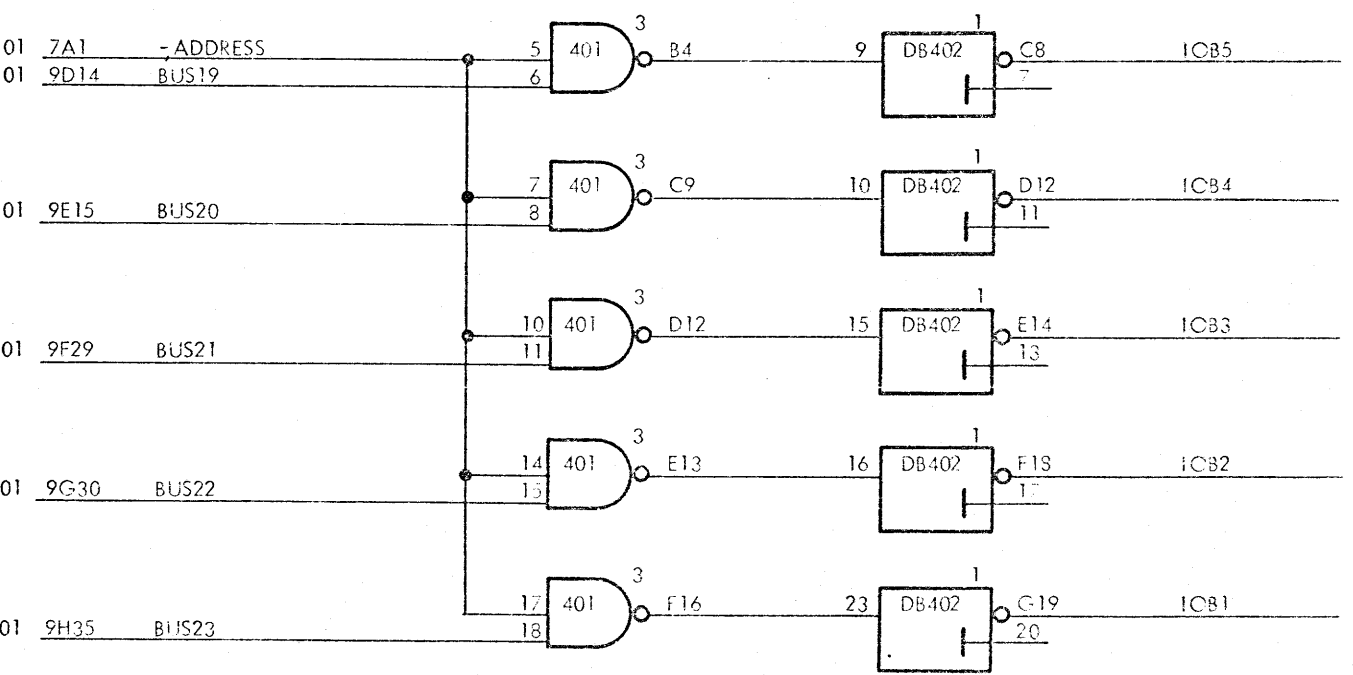 3 1
01 7A1 -ADDRESS 5 401 B4 9 DB402 C8 IOB5
01 9D14 BUS19 6 7
3 1
7 401 C9 10 DB402 D12 IOB4
01 9E15 BUS20 8 11
3 1
10 401 D12 15 DB402 E14 IOB3
01 9F29 BUS21 11 13
3 1
14 401 E13 16 DB402 F18 IOB2
01 9G30 BUS22 15
3 1
17 401 F16 23 DB402 G19 IOB1
01 9H35 BUS23 18 20